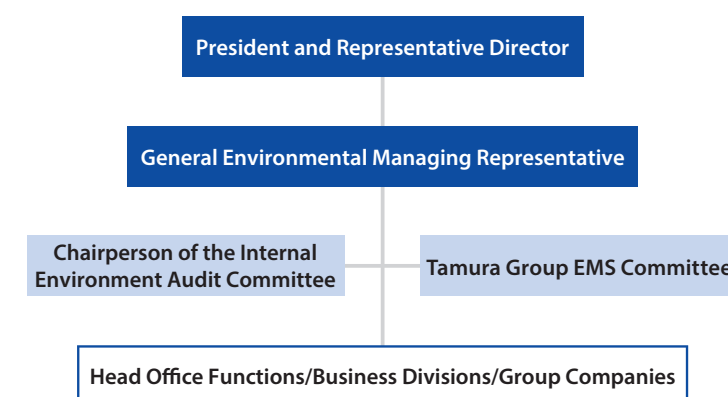 President and Representative Director
General Environmental Managing Representative
Chairperson of the Internal
Environment Audit Committee
Tamura Group EMS Committee
Head Office Functions/Business Divisions/Group Companies